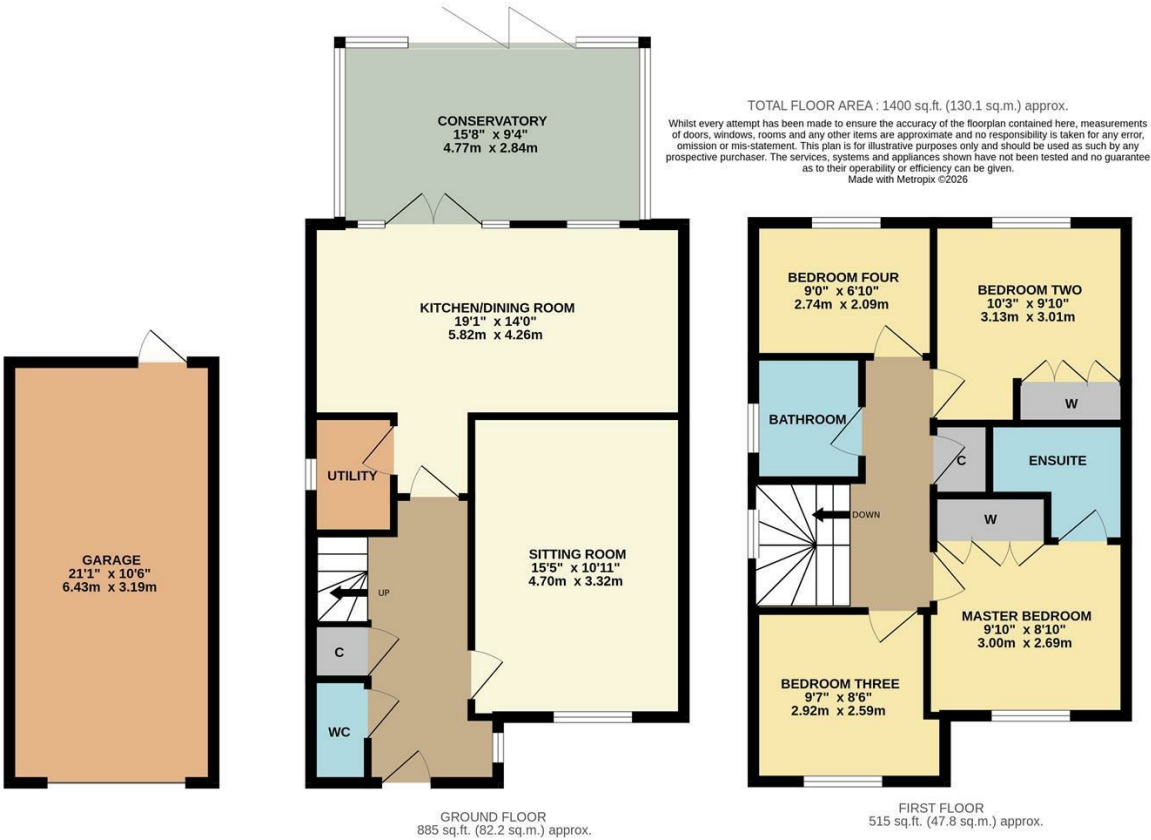 TOTAL FLOOR AREA : 1400 sq.ft. (130.1 sq.m.) approx.
Whilst every attempt has been made to ensure the accuracy of the floorplan contained here, measurements
of doors, windows, rooms and any other items are approximate and no responsibility is taken for any error,
omission or mis-statement. This plan is for illustrative purposes only and should be used as such by any
prospective purchaser. The services, systems and appliances shown have not been tested and no guarantee
as to their operability or efficiency can be given.
Made with Metropix ©2026
CONSERVATORY
15'8" x 9'4"
4.77m x 2.84m
KITCHEN/DINING ROOM
19'1" x 14'0"
5.82m x 4.26m
UTILITY
SITTING ROOM
15'5" x 10'11"
4.70m x 3.32m
UP
C
WC
GARAGE
21'1" x 10'6"
6.43m x 3.19m
GROUND FLOOR
885 sq.ft. (82.2 sq.m.) approx.
BEDROOM FOUR
9'0" x 6'10"
2.74m x 2.09m
BEDROOM TWO
10'3" x 9'10"
3.13m x 3.01m
W
BATHROOM
C
ENSUITE
W
DOWN
MASTER BEDROOM
9'10" x 8'10"
3.00m x 2.69m
BEDROOM THREE
9'7" x 8'6"
2.92m x 2.59m
FIRST FLOOR
515 sq.ft. (47.8 sq.m.) approx.